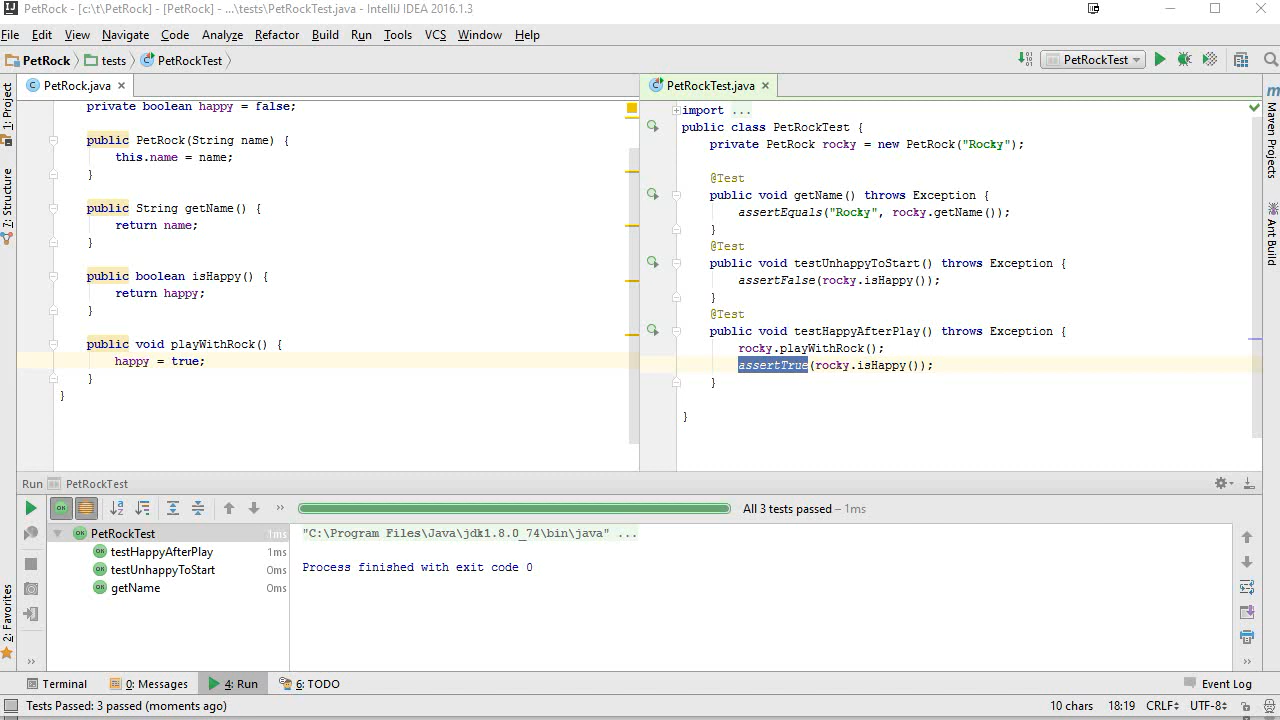 PetRock - [c:\t\PetRock] - [PetRock] - ...\tests\PetRockTest.java - IntelliJ IDEA 2016.1.3
File Edit View Navigate Code Analyze Refactor Build Run Tools VCS Window Help
PetRock tests PetRockTest PetRockTest
PetRock.java PetRockTest.java
1: Project
7: Structure
2: Favorites
private boolean happy = false;
public PetRock(String name) {
this.name = name;
}
public String getName() {
return name;
}
public boolean isHappy() {
return happy;
}
public void playWithRock() {
happy = true;
}
}
import ...
public class PetRockTest {
private PetRock rocky = new PetRock("Rocky");
@Test
public void getName() throws Exception {
assertEquals("Rocky", rocky.getName());
}
@Test
public void testUnhappyToStart() throws Exception {
assertFalse(rocky.isHappy());
}
@Test
public void testHappyAfterPlay() throws Exception {
rocky.playWithRock();
assertTrue(rocky.isHappy());
}
}
Maven Projects
Ant Build
Run PetRockTest
All 3 tests passed – 1ms
PetRockTest 1ms
testHappyAfterPlay 1ms
testUnhappyToStart 0ms
getName 0ms
"C:\Program Files\Java\jdk1.8.0_74\bin\java" ...
Process finished with exit code 0
Terminal 0: Messages 4: Run 6: TODO Event Log
Tests Passed: 3 passed (moments ago) 10 chars 18:19 CRLF UTF-8